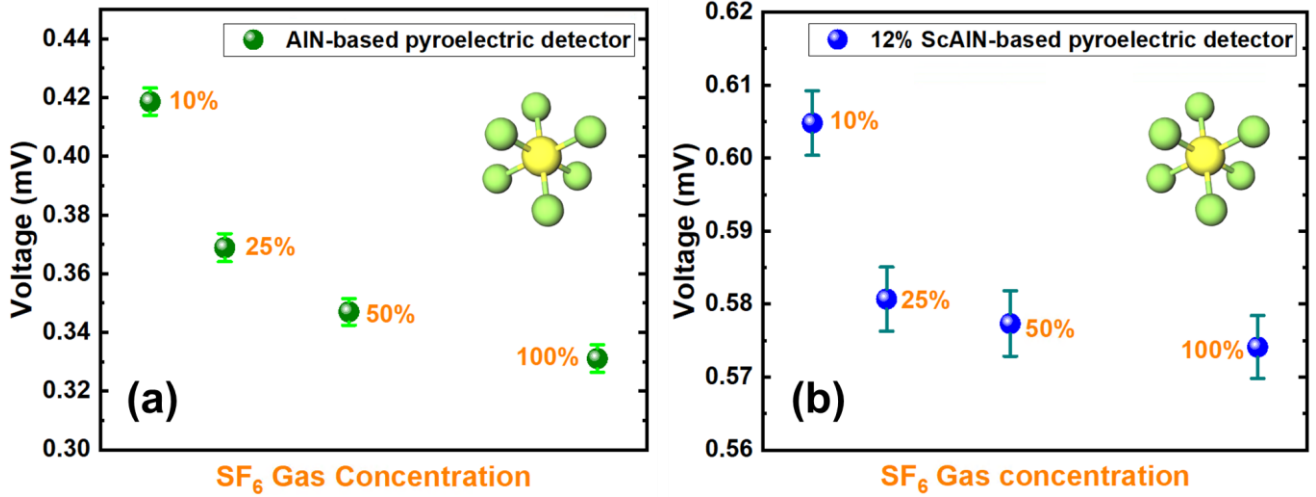 0.44
0.42
0.40
0.38
0.36
0.34
0.32
0.30
Voltage (mV)
AlN-based pyroelectric detector
10%
25%
50%
100%
(a)
SF6 Gas Concentration
0.62
0.61
0.60
0.59
0.58
0.57
0.56
Voltage (mV)
12% ScAlN-based pyroelectric detector
10%
25%
50%
100%
(b)
SF6 Gas concentration